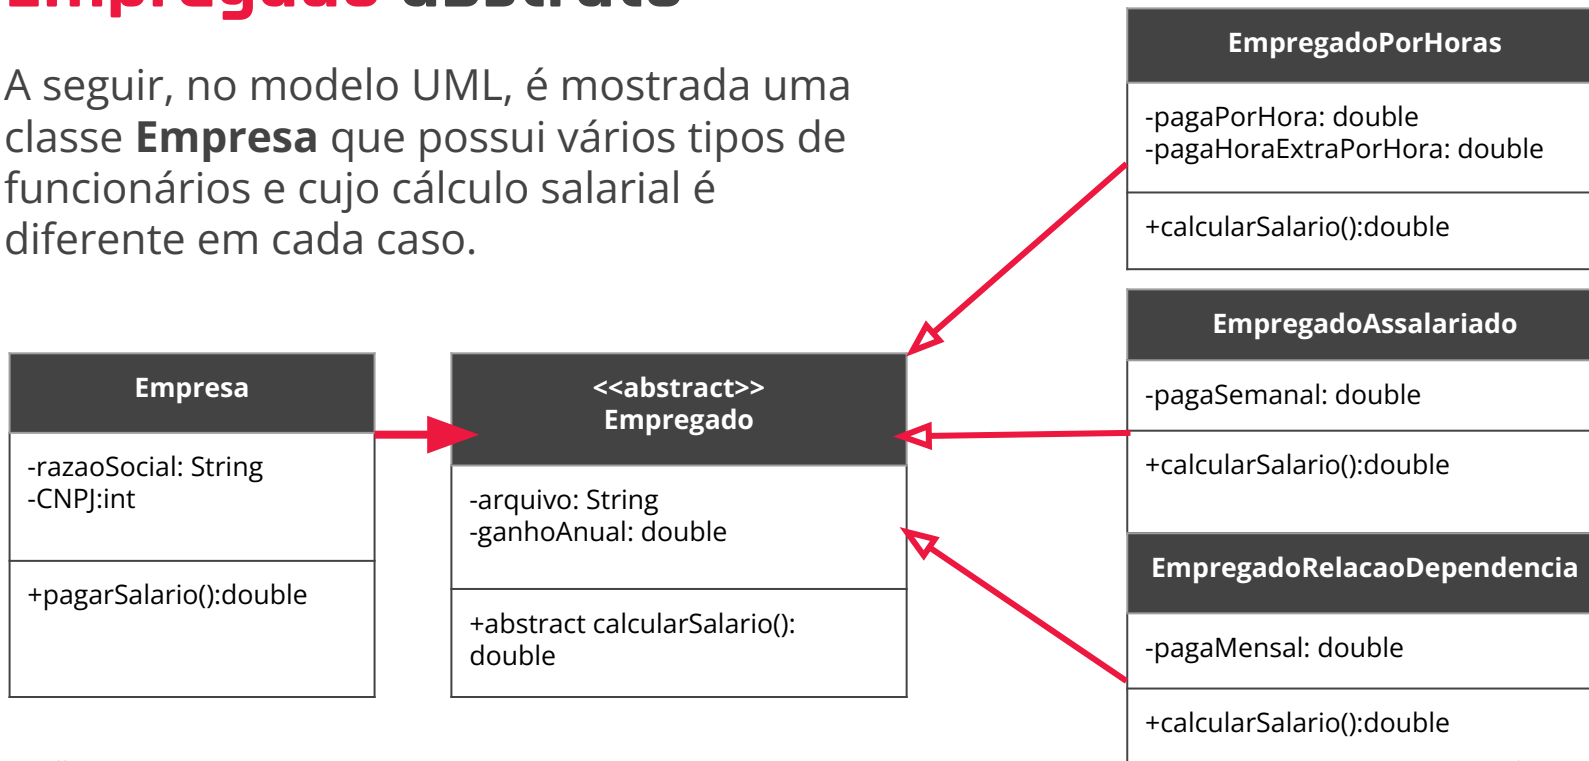 Empregado abstrato
A seguir, no modelo UML, é mostrada uma
classe Empresa que possui vários tipos de
funcionários e cujo cálculo salarial é
diferente em cada caso.
Empresa
-razaoSocial: String
-CNPJ:int
+pagarSalario():double
<<abstract>>
Empregado
-arquivo: String
-ganhoAnual: double
+abstract calcularSalario():
double
EmpregadoPorHoras
-pagaPorHora: double
-pagaHoraExtraPorHora: double
+calcularSalario():double
EmpregadoAssalariado
-pagaSemanal: double
+calcularSalario():double
EmpregadoRelacaoDependencia
-pagaMensal: double
+calcularSalario():double